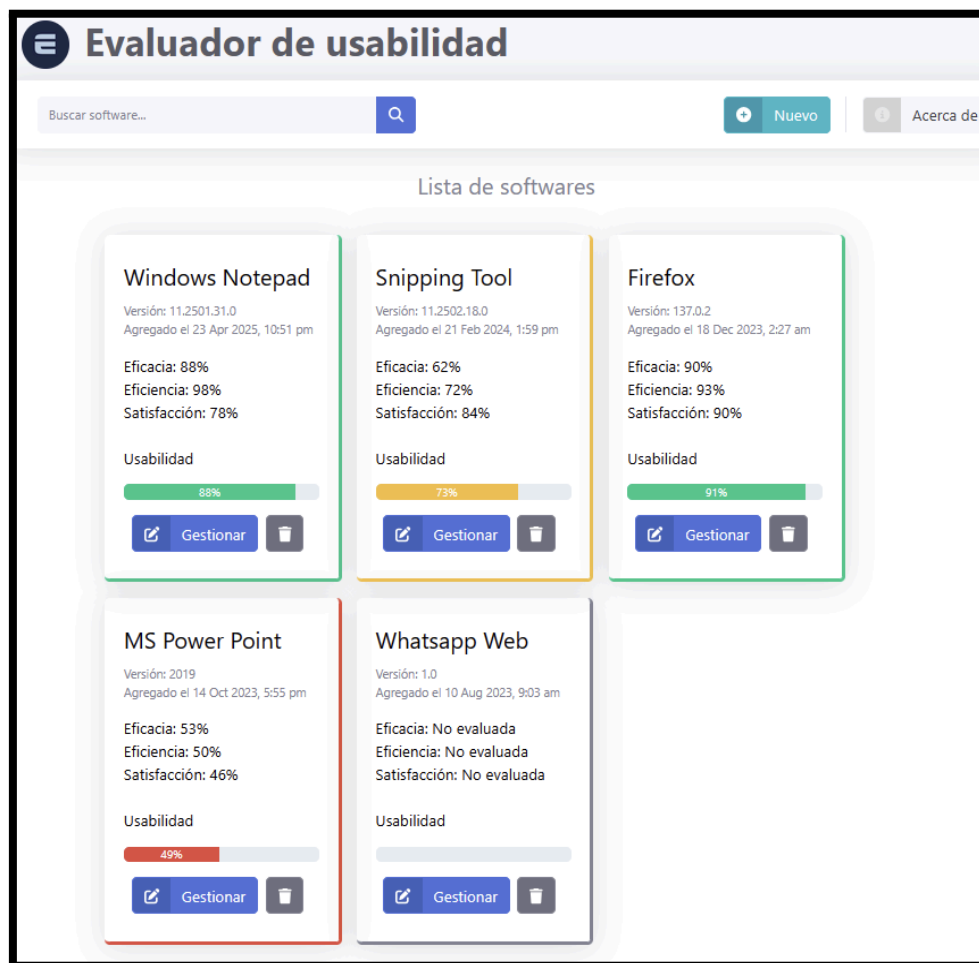 Evaluador de usabilidad
Buscar software...
Nuevo
Acerca de
Lista de softwares
Windows Notepad
Versión: 11.2501.31.0
Agregado el 23 Apr 2025, 10:51 pm
Eficacia: 88%
Eficiencia: 98%
Satisfacción: 78%
Usabilidad
88%
Gestionar
Snipping Tool
Versión: 11.2502.18.0
Agregado el 21 Feb 2024, 1:59 pm
Eficacia: 62%
Eficiencia: 72%
Satisfacción: 84%
Usabilidad
73%
Gestionar
Firefox
Versión: 137.0.2
Agregado el 18 Dec 2023, 2:27 am
Eficacia: 90%
Eficiencia: 93%
Satisfacción: 90%
Usabilidad
91%
Gestionar
MS Power Point
Versión: 2019
Agregado el 14 Oct 2023, 5:55 pm
Eficacia: 53%
Eficiencia: 50%
Satisfacción: 46%
Usabilidad
49%
Gestionar
Whatsapp Web
Versión: 1.0
Agregado el 10 Aug 2023, 9:03 am
Eficacia: No evaluada
Eficiencia: No evaluada
Satisfacción: No evaluada
Usabilidad
Gestionar